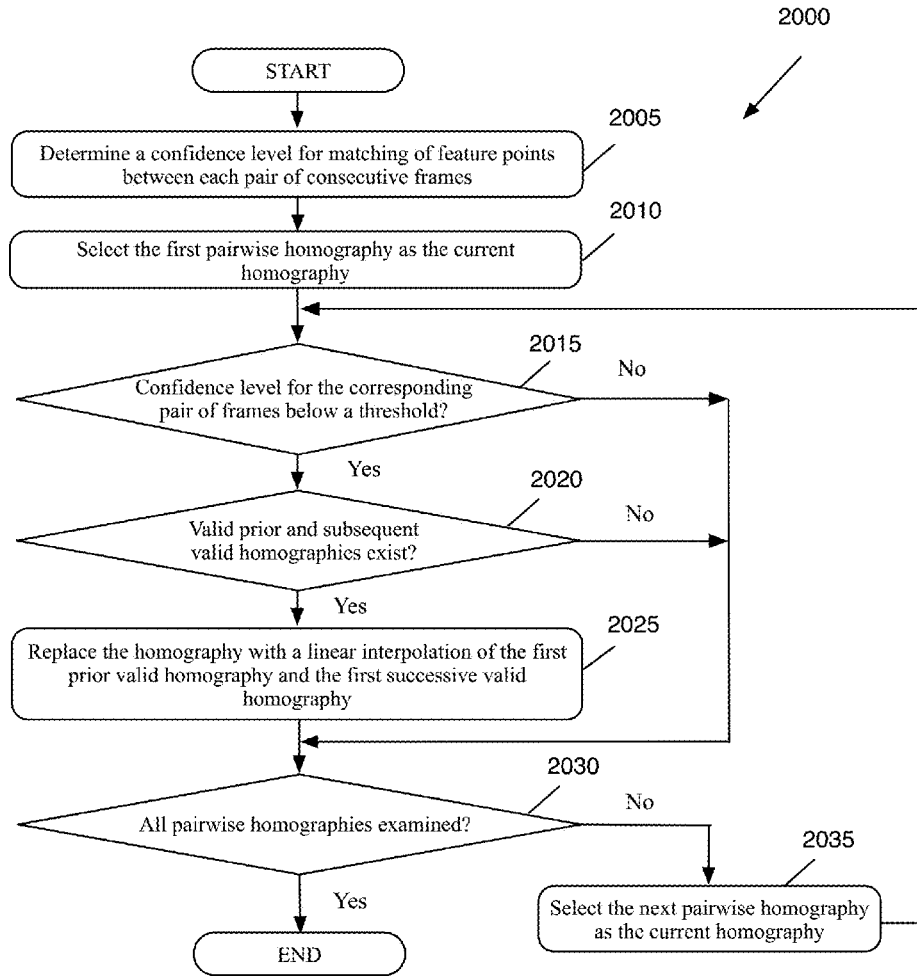 2000
START
2005
Determine a confidence level for matching of feature points
between each pair of consecutive frames
2010
Select the first pairwise homography as the current
homography
2015
Confidence level for the corresponding
pair of frames below a threshold?
No
Yes
2020
Valid prior and subsequent
valid homographies exist?
No
Yes
2025
Replace the homography with a linear interpolation of the first
prior valid homography and the first successive valid
homography
2030
All pairwise homographies examined?
No
Yes
2035
Select the next pairwise homography
as the current homography
END